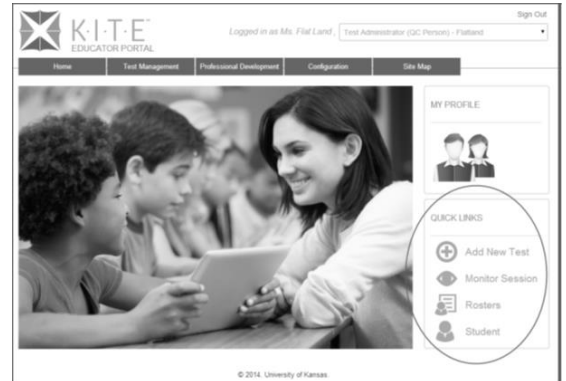 Sign Out
K·I·T·E
EDUCATOR PORTAL
Logged in as Ms. Flat Land , Test Administrator (QC Person) - Flatland
Home Test Management Professional Development Configuration Site Map
MY PROFILE
QUICK LINKS
Add New Test
Monitor Session
Rosters
Student
© 2014. University of Kansas.